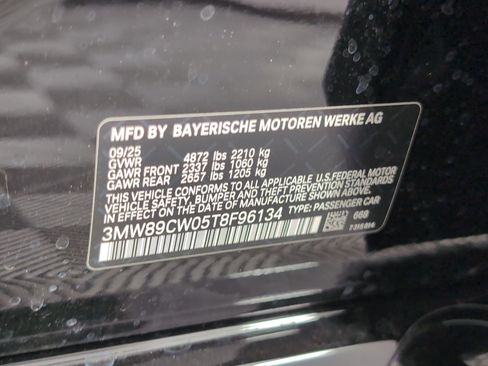 MFD BY BAYERISCHE MOTOREN WERKE AG
09/25
GVWR 4872 lbs 2210 kg
GAWR FRONT 2337 lbs 1060 kg
GAWR REAR 2657 lbs 1205 kg
THIS VEHICLE CONFORMS TO ALL APPLICABLE U.S. FEDERAL MOTOR
VEHICLE SAFETY, BUMPER, AND THEFT PREVENTION STANDARDS
IN EFFECT ON THE DATE OF MANUFACTURE SHOWN ABOVE.
3MW89CW05T8F96134 TYPE: PASSENGER CAR
668